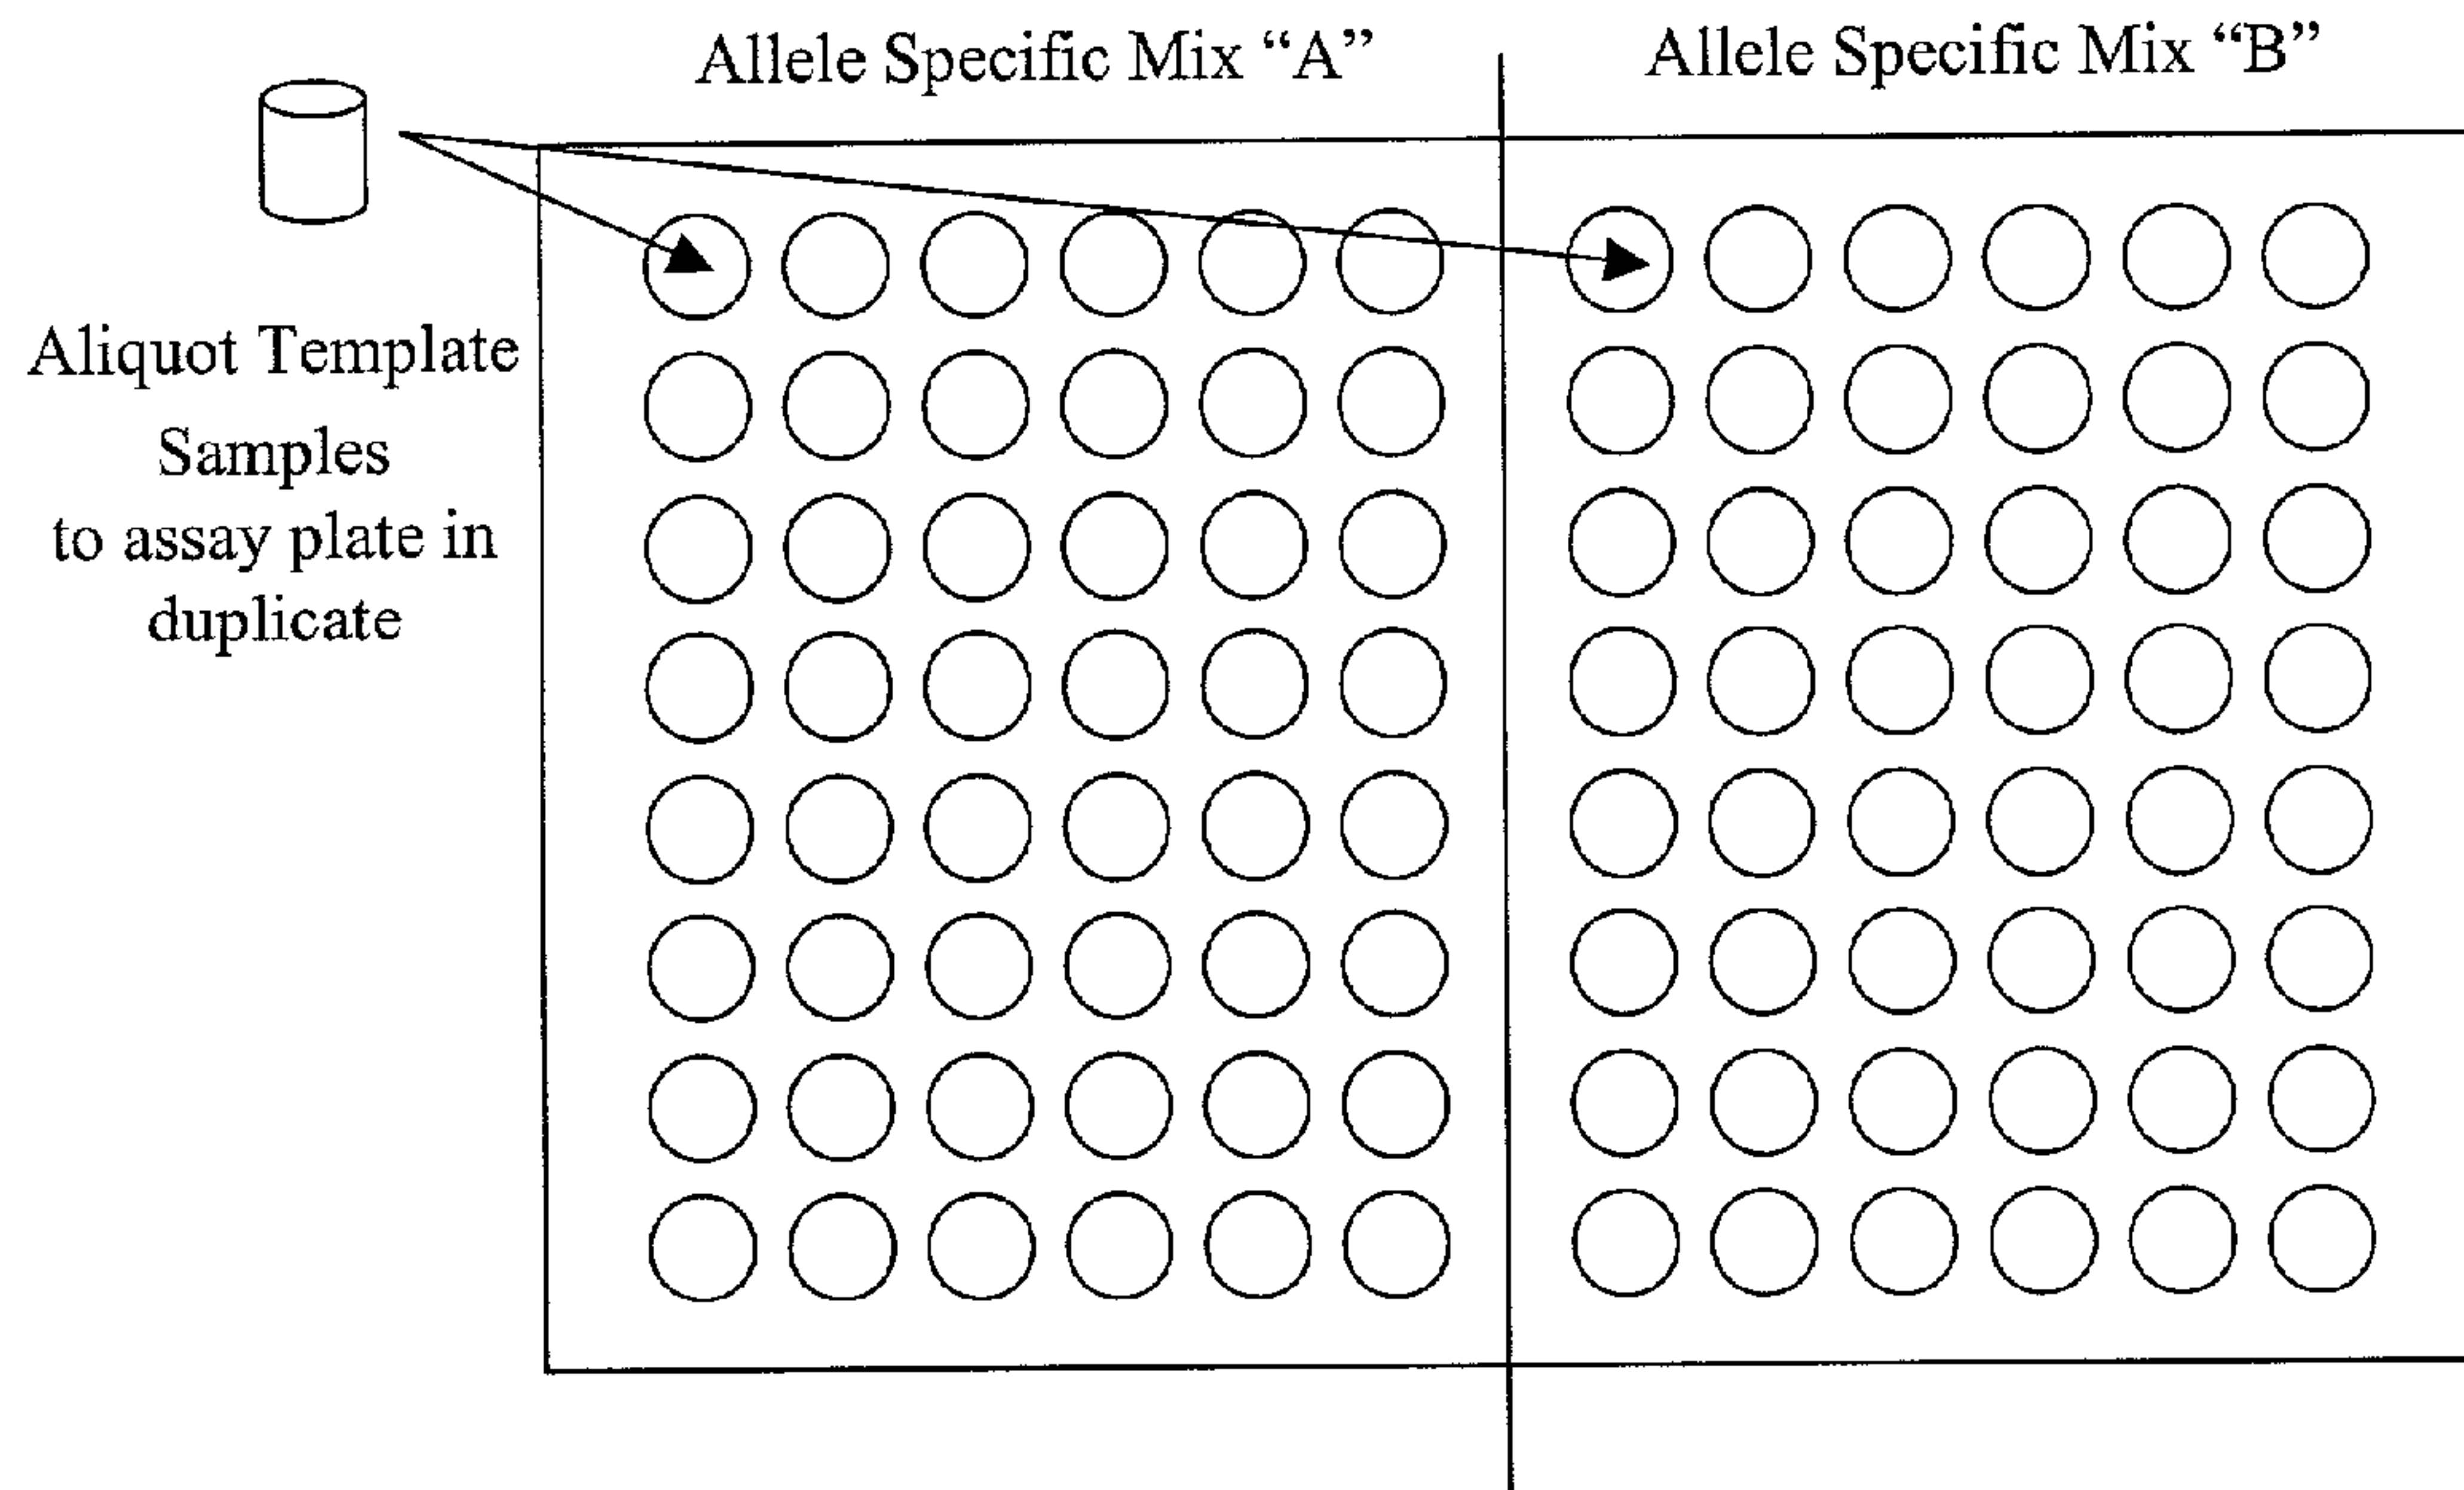 Allele Specific Mix “A”
Allele Specific Mix “B”
Aliquot Template
Samples
to assay plate in
duplicate